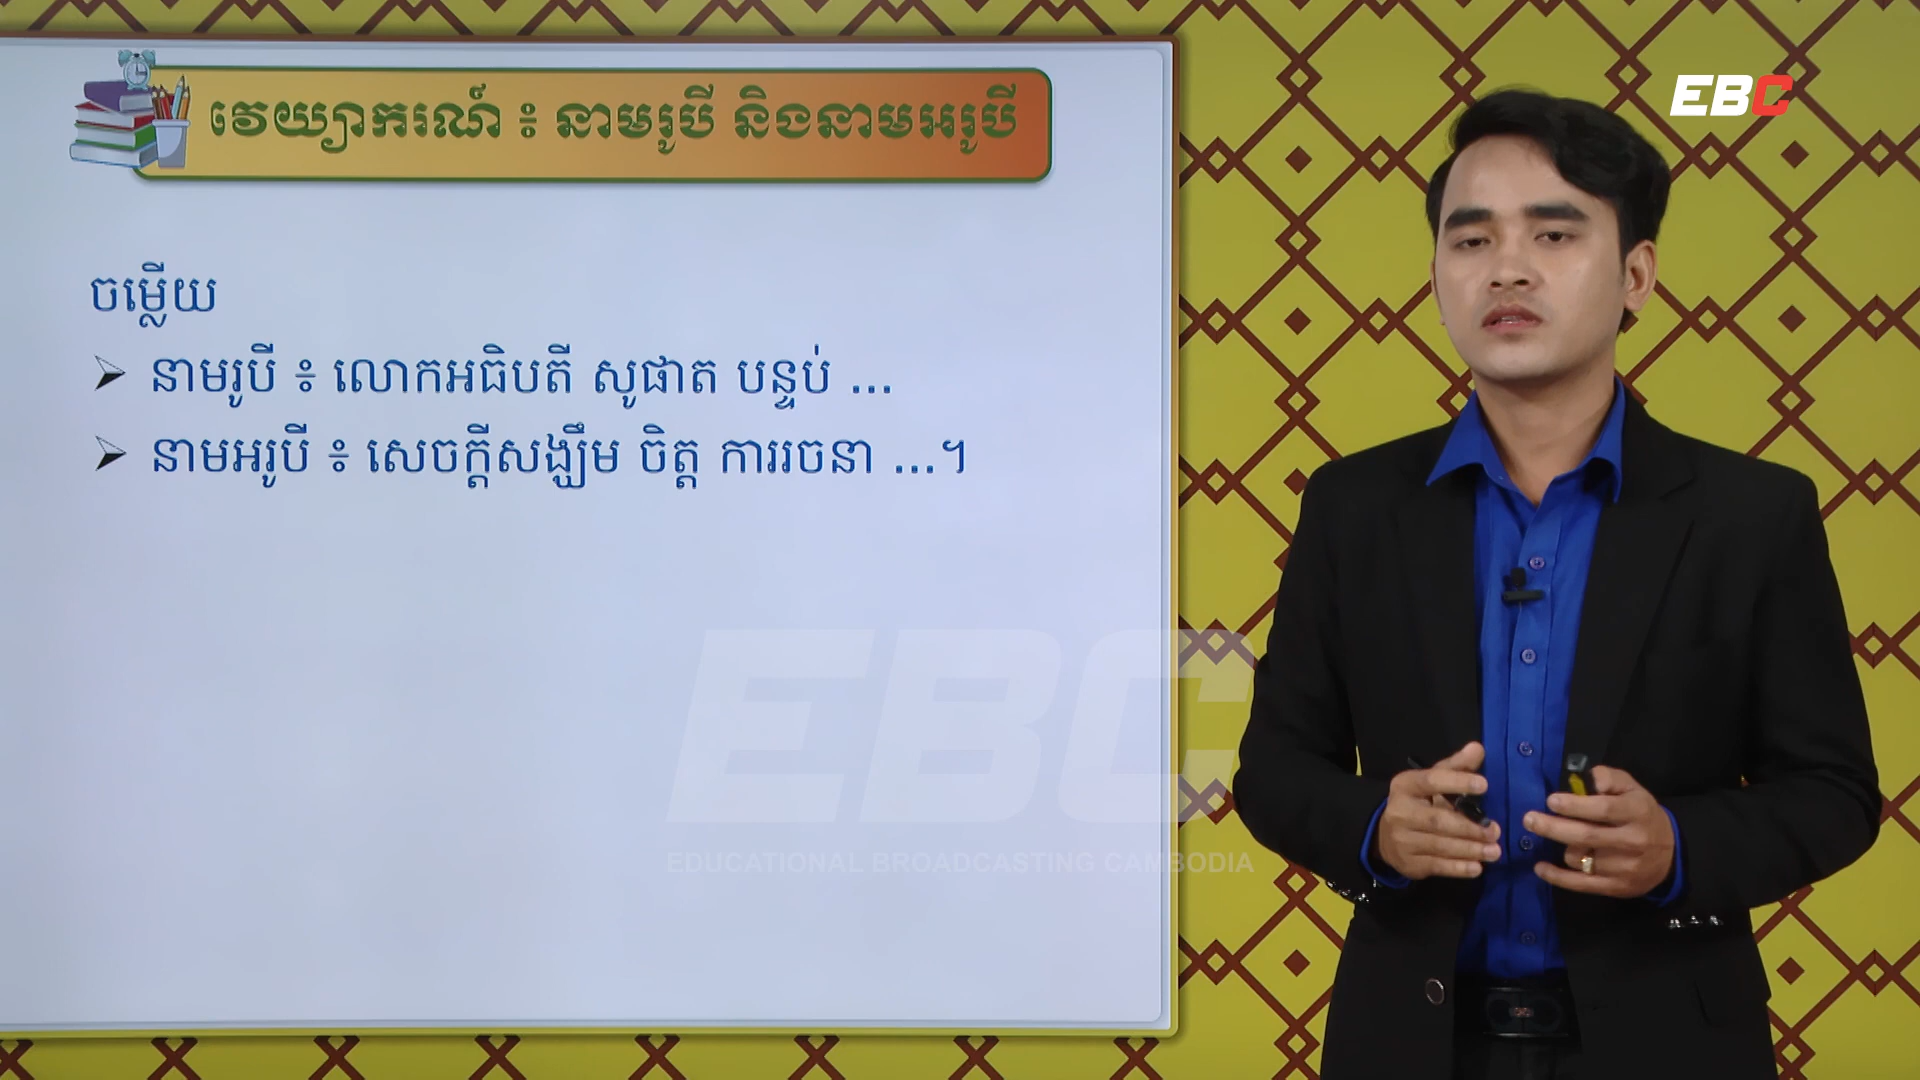 វេយ្យាករណ៍ ៖ នាមរូបី និងនាមអរូបី
EBC
ចម្លើយ
➢ នាមរូបី ៖ លោកអធិបតី សូផាត បន្ទប់ ...
➢ នាមអរូបី ៖ សេចក្ដីសង្ឃឹម ចិត្ត ការរចនា ...។
EBC
EDUCATIONAL BROADCASTING CAMBODIA